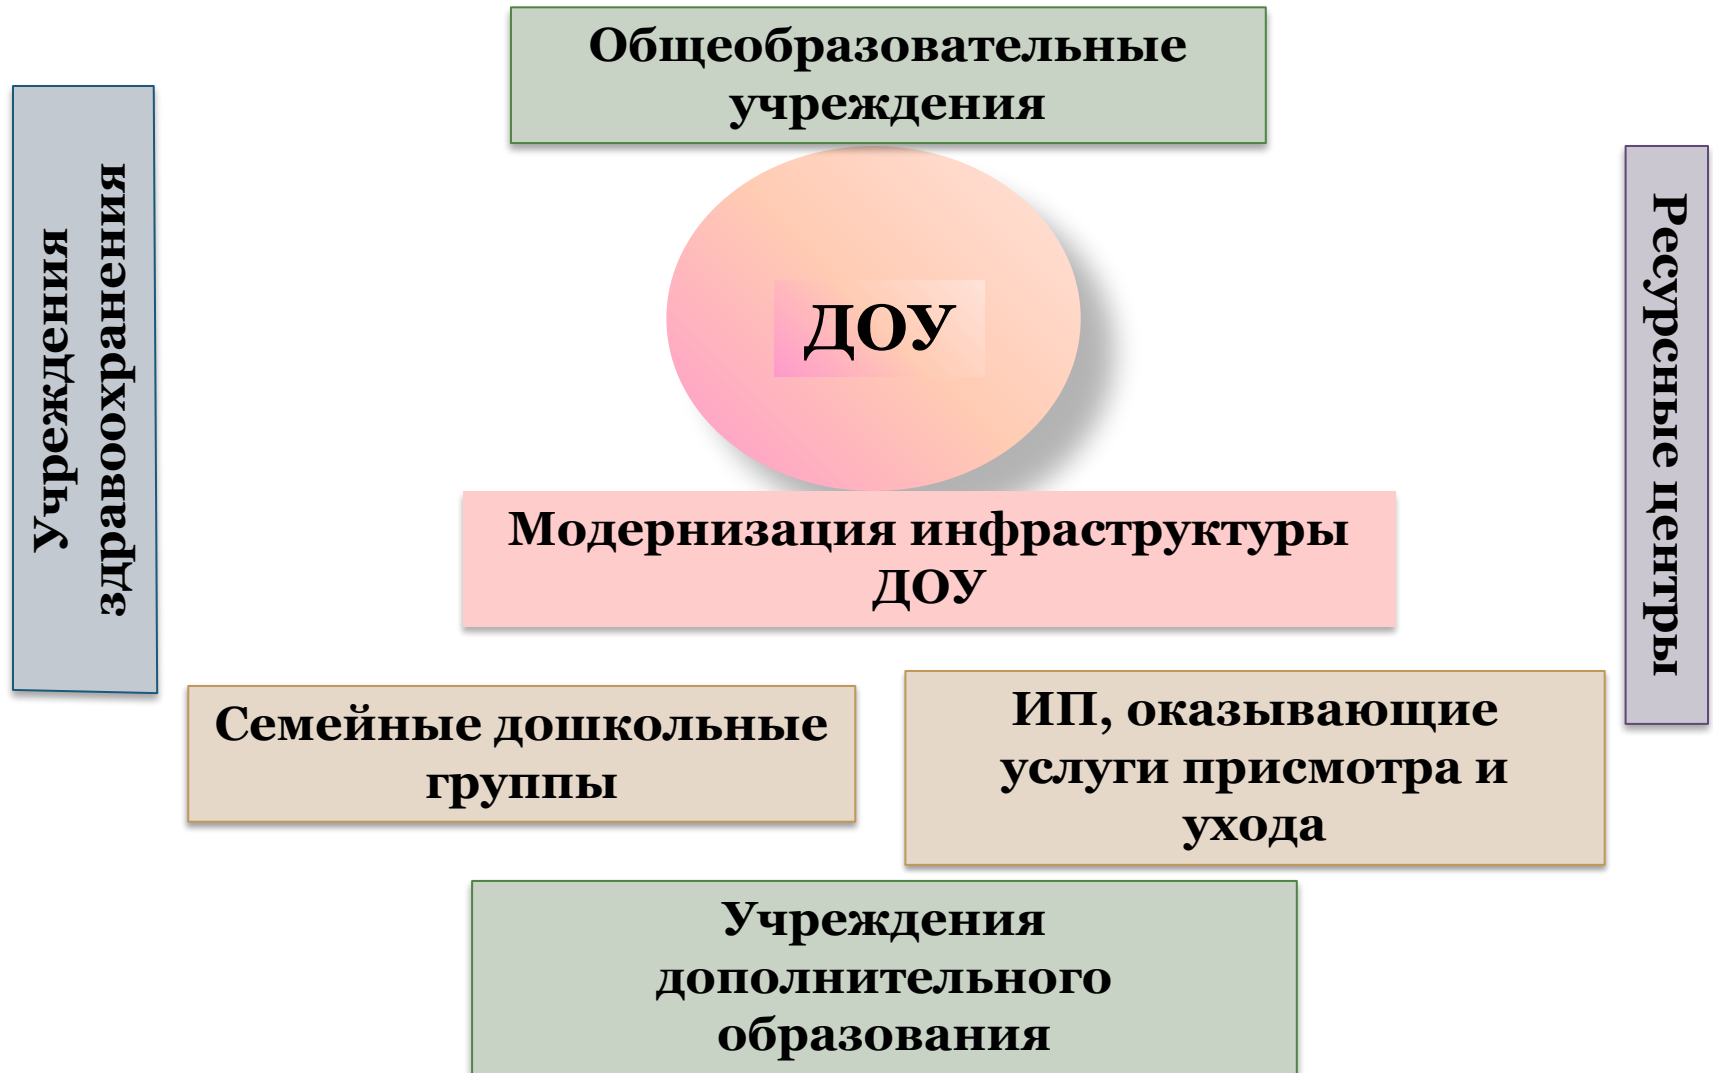 Общеобразовательные
учреждения
Учреждения
здравоохранения
Ресурсные центры
ДОУ
Модернизация инфраструктуры
ДОУ
Семейные дошкольные
группы
ИП, оказывающие
услуги присмотра и
ухода
Учреждения
дополнительного
образования